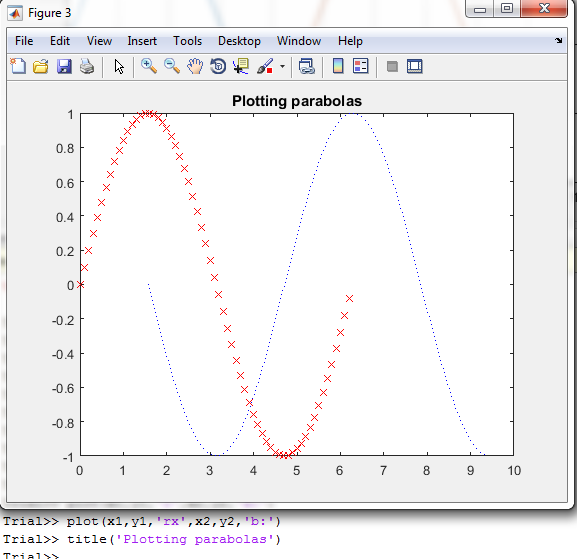 Figure 3
File Edit View Insert Tools Desktop Window Help
Plotting parabolas
1
0.8
0.6
0.4
0.2
0
-0.2
-0.4
-0.6
-0.8
-1
0 1 2 3 4 5 6 7 8 9 10
Trial>> plot(x1,y1,'rx',x2,y2,'b:')
Trial>> title('Plotting parabolas')
Trial>>